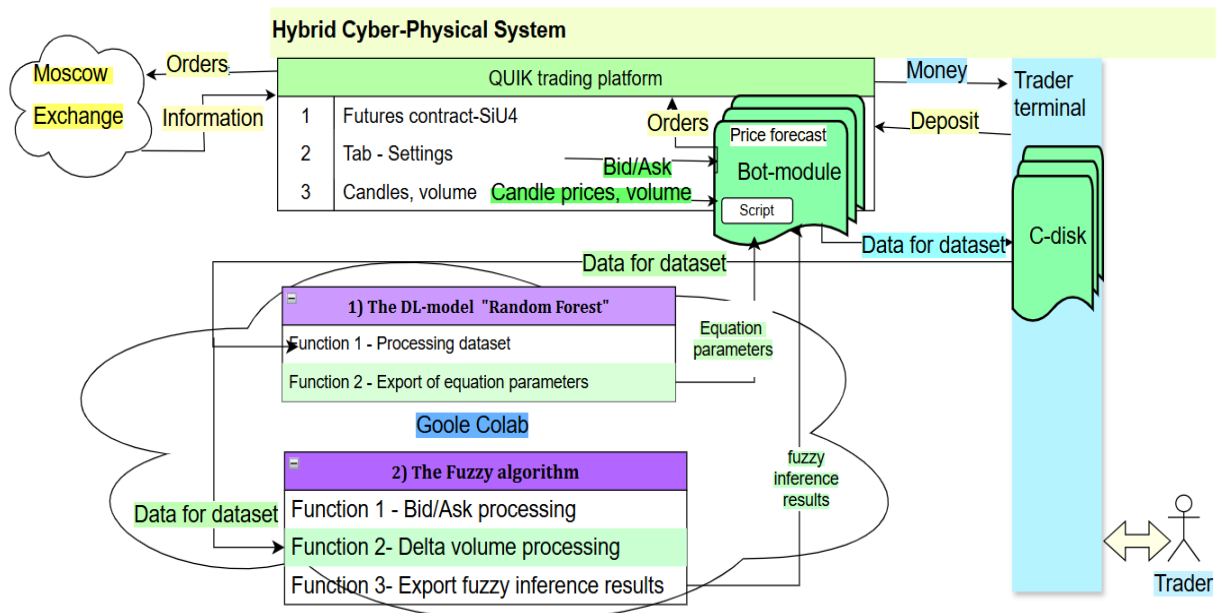 Hybrid Cyber-Physical System
Moscow
Exchange
Orders
Information
QUIK trading platform
1 Futures contract-SiU4
2 Tab - Settings
3 Candles, volume
Orders
Bid/Ask
Candle prices, volume
Price forecast
Bot-module
Script
Money
Deposit
Trader
terminal
C-disk
Data for dataset
Data for dataset
1) The DL-model "Random Forest"
Function 1 - Processing dataset
Function 2 - Export of equation parameters
Equation
parameters
Goole Colab
2) The Fuzzy algorithm
Function 1 - Bid/Ask processing
Function 2- Delta volume processing
Function 3- Export fuzzy inference results
Data for dataset
fuzzy
inference
results
Trader